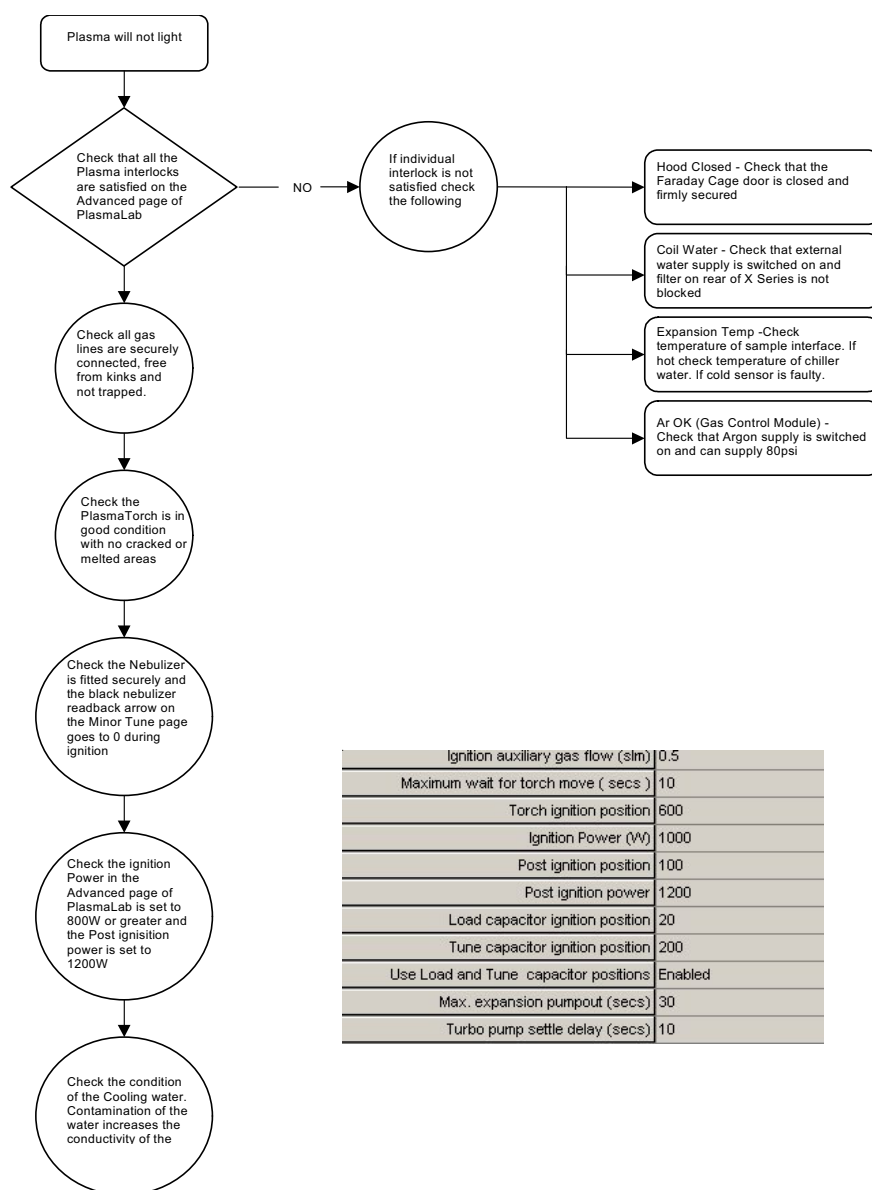 Plasma will not light
Check that all the
Plasma interlocks
are satisfied on the
Advanced page of
PlasmaLab
NO
If individual
interlock is not
satisfied check
the following
Hood Closed - Check that the
Faraday Cage door is closed and
firmly secured
Coil Water - Check that external
water supply is switched on and
filter on rear of X Series is not
blocked
Expansion Temp -Check
temperature of sample interface. If
hot check temperature of chiller
water. If cold sensor is faulty.
Ar OK (Gas Control Module) -
Check that Argon supply is switched
on and can supply 80psi
Check all gas
lines are securely
connected, free
from kinks and
not trapped.
Check the
PlasmaTorch is in
good condition
with no cracked or
melted areas
Check the Nebulizer
is fitted securely and
the black nebulizer
readback arrow on
the Minor Tune page
goes to 0 during
ignition
Check the ignition
Power in the
Advanced page of
PlasmaLab is set to
800W or greater and
the Post ignisition
power is set to
1200W
Check the condition
of the Cooling water.
Contamination of the
water increases the
conductivity of the
Ignition auxiliary gas flow (slm) 0.5
Maximum wait for torch move ( secs ) 10
Torch ignition position 600
Ignition Power (W) 1000
Post ignition position 100
Post ignition power 1200
Load capacitor ignition position 20
Tune capacitor ignition position 200
Use Load and Tune capacitor positions Enabled
Max. expansion pumpout (secs) 30
Turbo pump settle delay (secs) 10